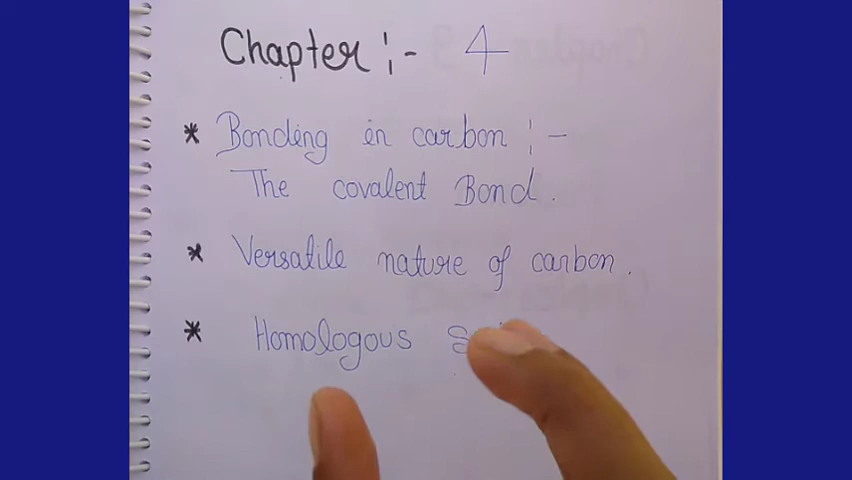 Chapter :- 4
* Bonding in carbon :-
The covalent Bond.
* Versatile nature of carbon.
* Homologous